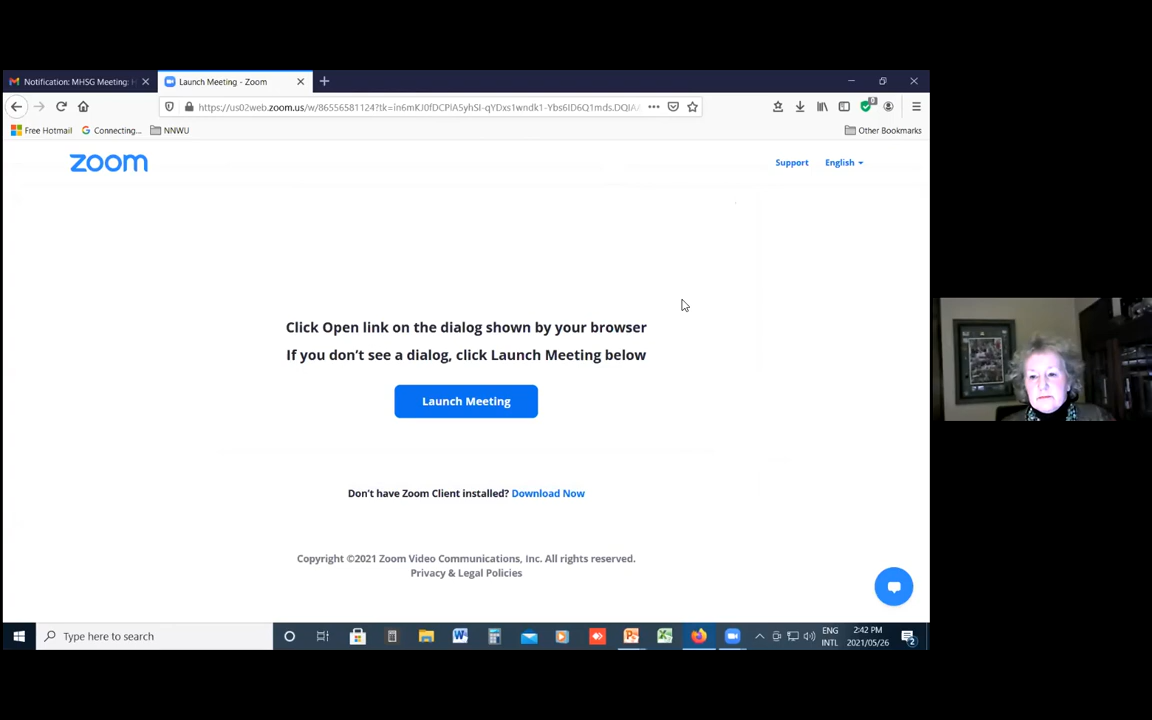 Notification: MHSG Meeting:
Launch Meeting - Zoom
zoom.us
Free Hotmail
Connecting...
NNWU
Other Bookmarks
zoom
Support
English
Click Open link on the dialog shown by your browser
If you don't see a dialog, click Launch Meeting below
Launch Meeting
Don't have Zoom Client installed? Download Now
Copyright ©2021 Zoom Video Communications, Inc. All rights reserved.
Privacy & Legal Policies
Type here to search
ENG
INTL
2:42 PM
2021/05/26
2